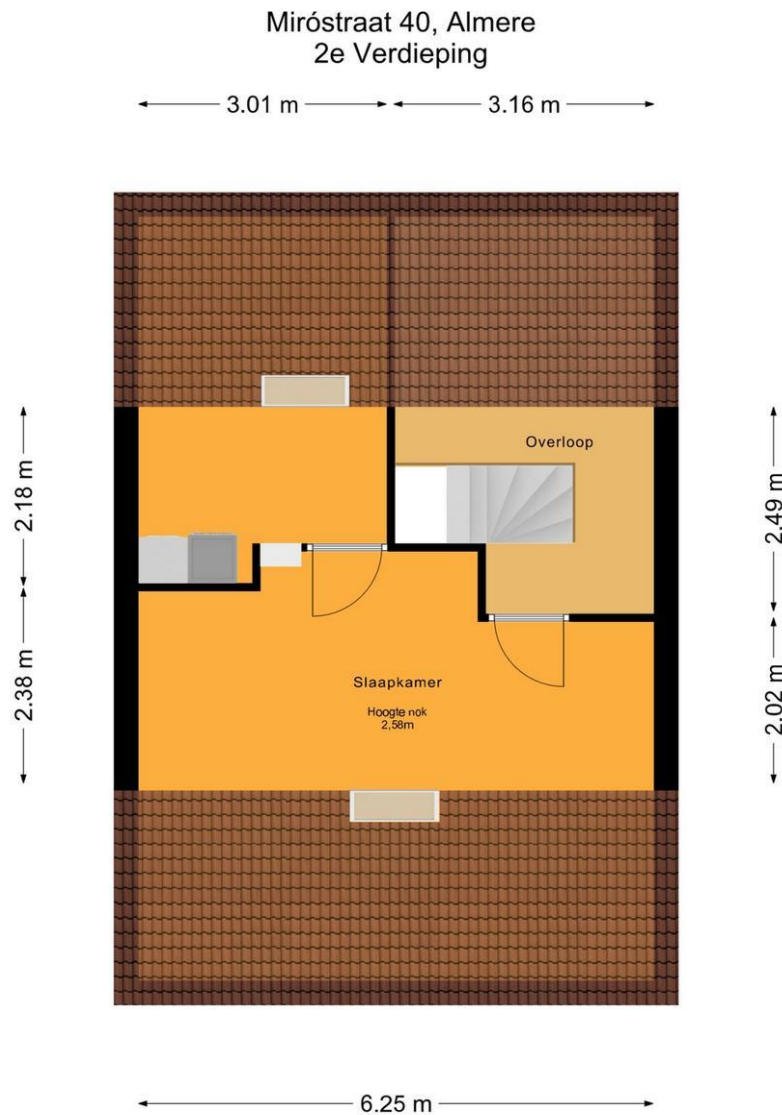 Miróstraat 40, Almere
2e Verdieping
3.01 m
3.16 m
Overloop
2.18 m
2.49 m
Slaapkamer
Hoogte nok
2,58m
2.38 m
2.02 m
6.25 m